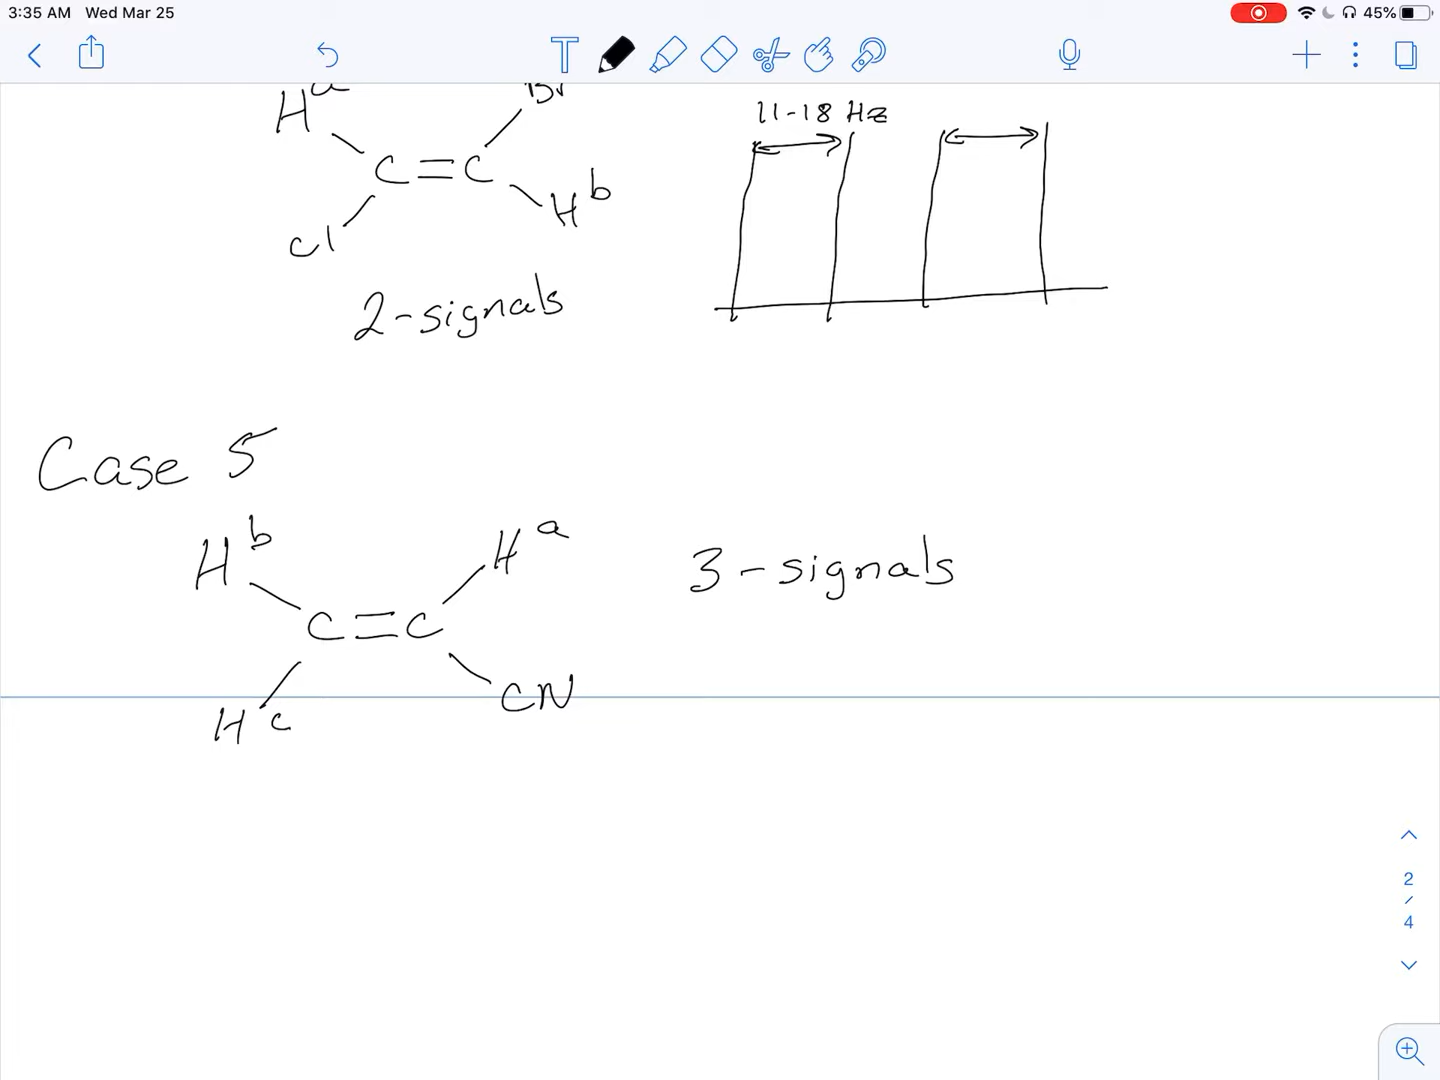 3:35 AM Wed Mar 25
45%
T
H a
Br
11-18 Hz
C=C
H b
Cl
2-signals
Case 5
H b
H a
3-signals
C=C
CN
H c
2
/
4